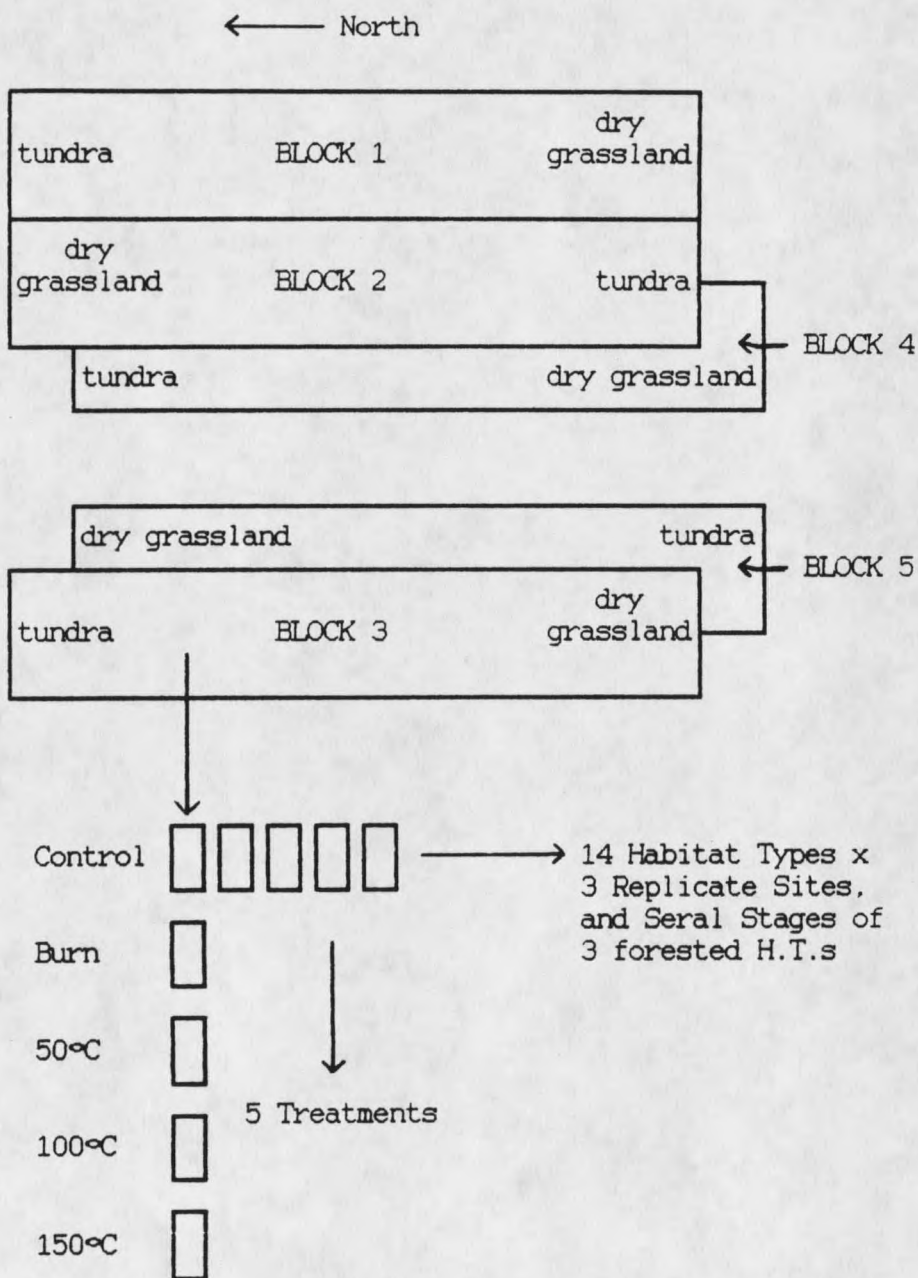 North
dry
tundra BLOCK 1 grassland
dry
grassland BLOCK 2 tundra
BLOCK 4
tundra dry grassland
dry grassland tundra
BLOCK 5
dry
tundra BLOCK 3 grassland
Control
14 Habitat Types x
3 Replicate Sites,
and Seral Stages of
3 forested H.T.s
Burn
50°C
5 Treatments
100°C
150°C